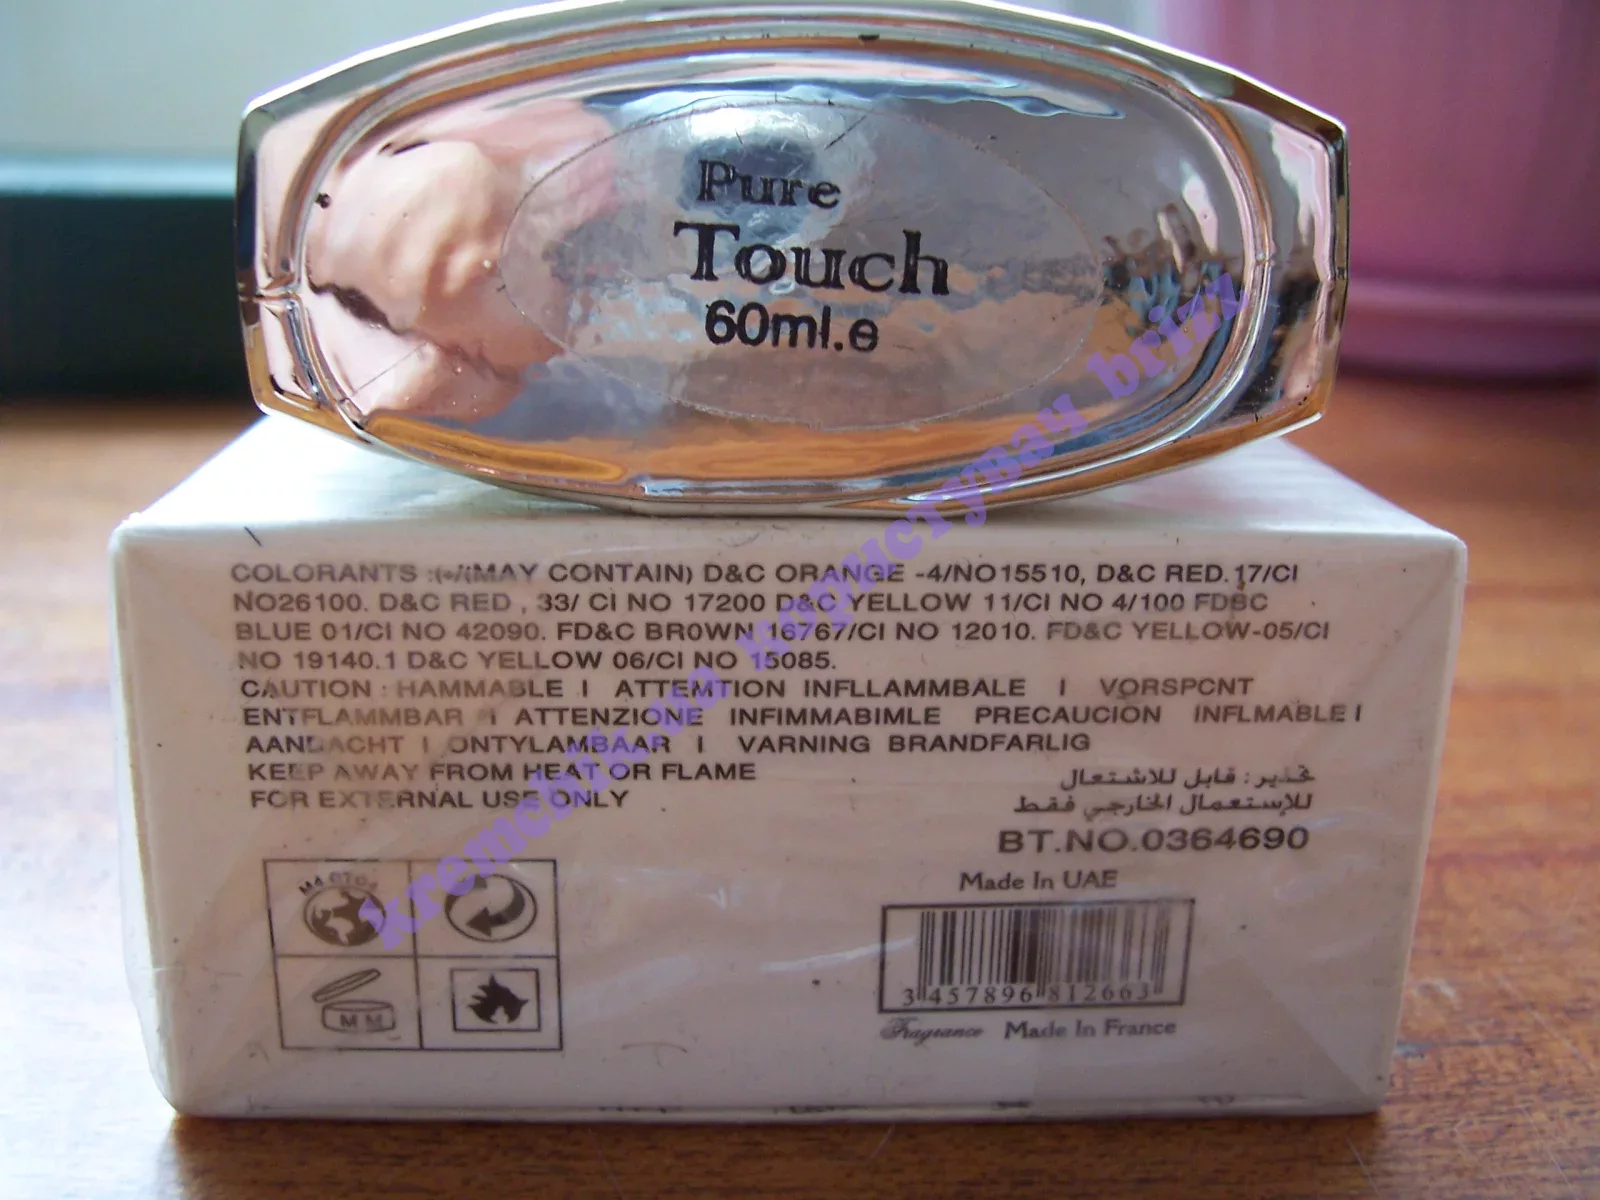 Pure
Touch
60ml.e
COLORANTS :(+/(MAY CONTAIN) D&C ORANGE -4/NO15510, D&C RED.17/CI
NO26100. D&C RED , 33/ CI NO 17200 D&C YELLOW 11/CI NO 4/100 FDBC
BLUE 01/CI NO 42090. FD&C BR0WN 16767/CI NO 12010. FD&C YELLOW-05/CI
NO 19140.1 D&C YELLOW 06/CI NO 15085.
CAUTION : HAMMABLE I ATTEMTION INFLLAMMBALE I VORSPCNT
ENTFLAMMBAR I ATTENZIONE INFIMMABIMLE PRECAUCION INFLMABLE I
AANDACHT I ONTYLAMBAAR I VARNING BRANDFARLIG
KEEP AWAY FROM HEAT OR FLAME
FOR EXTERNAL USE ONLY
تحذير: قابل للاشتعال
للإستعمال الخارجي فقط
BT.NO.0364690
Made In UAE
3 457896 812663
Fragrance Made In France
M M
kremchik.ua копистувач brizz